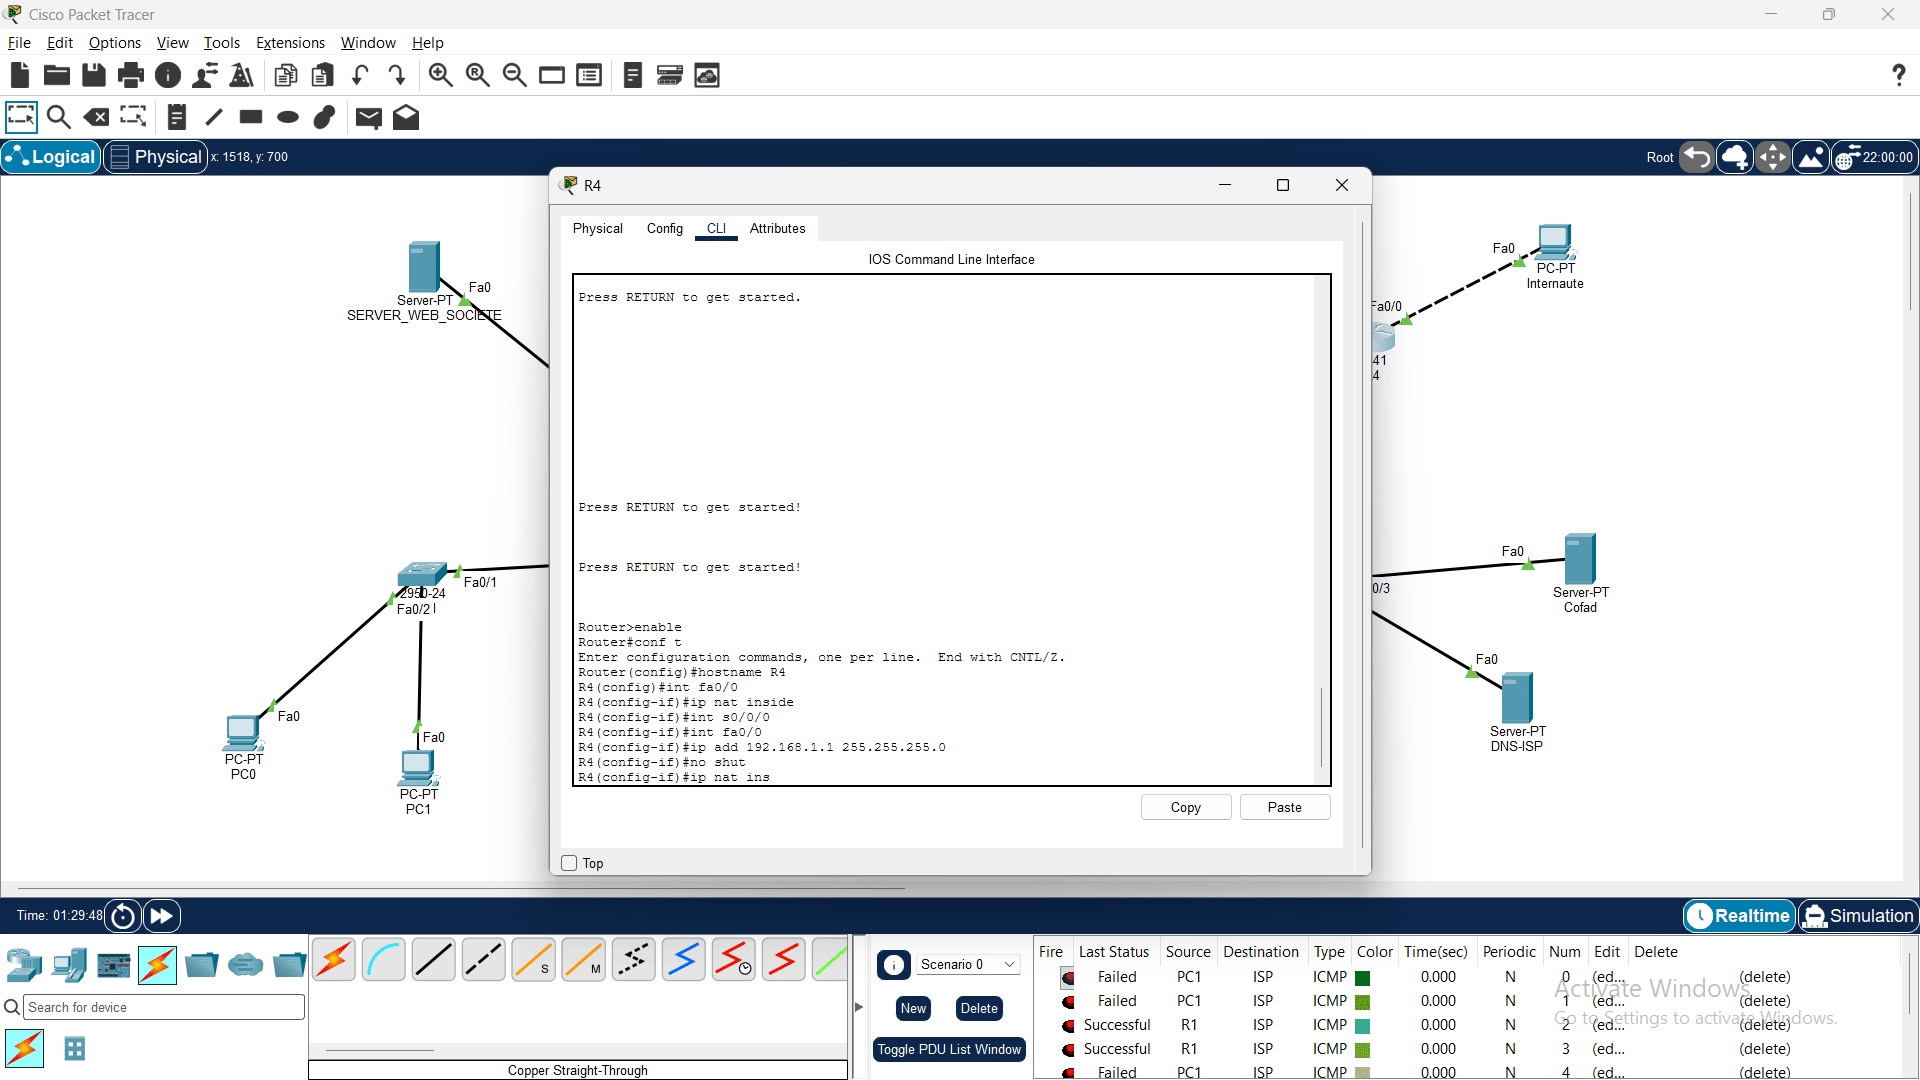 Cisco Packet Tracer
File Edit Options View Tools Extensions Window Help
Logical Physical x: 1518, y: 700 Root 22:00:00
R4
Physical Config CLI Attributes
IOS Command Line Interface
Press RETURN to get started.
Press RETURN to get started!
Press RETURN to get started!
Router>enable
Router#conf t
Enter configuration commands, one per line.  End with CNTL/Z.
Router(config)#hostname R4
R4(config)#int fa0/0
R4(config-if)#ip nat inside
R4(config-if)#int s0/0/0
R4(config-if)#int fa0/0
R4(config-if)#ip add 192.168.1.1 255.255.255.0
R4(config-if)#no shut
R4(config-if)#ip nat ins
Copy Paste
Top
Fa0
Server-PT
SERVER_WEB_SOCIETE
Fa0
PC-PT
Internaute
Fa0/0
41
4
2950-24
Fa0/1
Fa0/2
Fa0
PC-PT
PC0
Fa0
PC-PT
PC1
0/3
Fa0
Server-PT
Cofad
Fa0
Server-PT
DNS-ISP
Time: 01:29:48 Realtime Simulation
Search for device
S M
Copper Straight-Through
Scenario 0
New Delete
Toggle PDU List Window
Fire Last Status Source Destination Type Color Time(sec) Periodic Num Edit Delete
Failed PC1 ISP ICMP 0.000 N 0 (ed... (delete)
Failed PC1 ISP ICMP 0.000 N 1 (ed... (delete)
Successful R1 ISP ICMP 0.000 N 2 (ed... (delete)
Successful R1 ISP ICMP 0.000 N 3 (ed... (delete)
Failed PC1 ISP ICMP 0.000 N 4 (ed... (delete)
Activate Windows
Go to Settings to activate Windows.